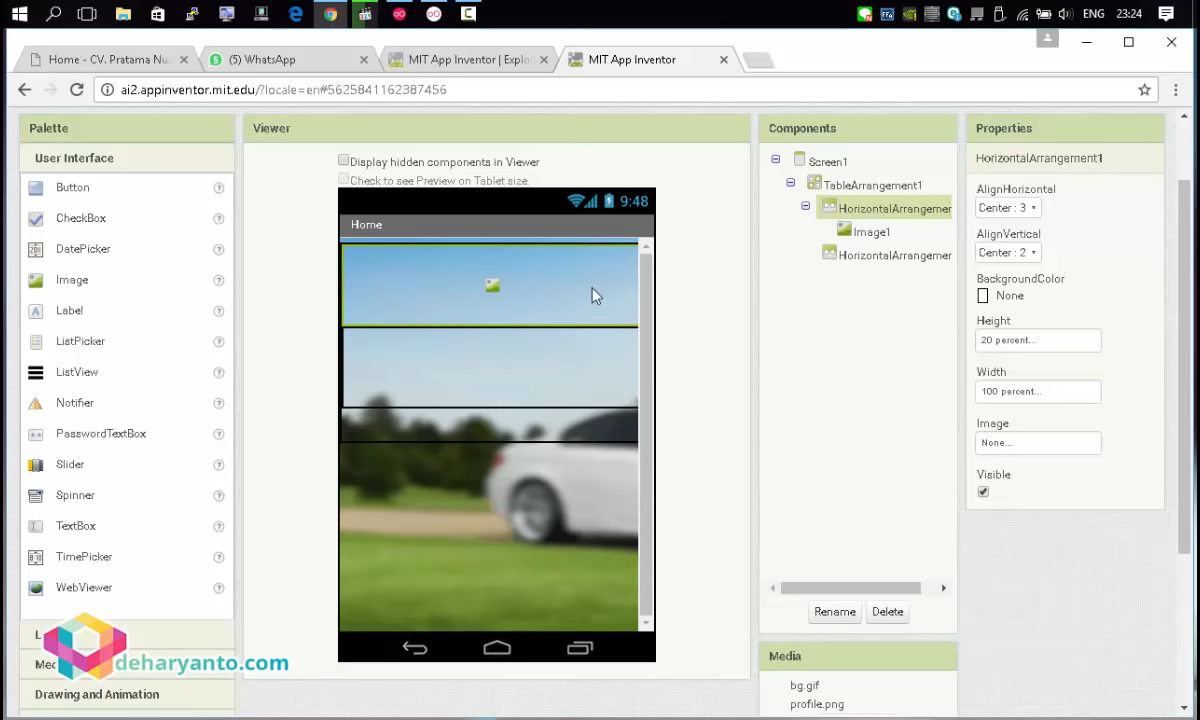 ENG 23:24
Home - CV. Pratama Nu
(5) WhatsApp
MIT App Inventor | Explo
MIT App Inventor
ai2.appinventor.mit.edu/?locale=en#5625841162387456
Palette
User Interface
Button ?
CheckBox ?
DatePicker ?
Image ?
Label ?
ListPicker ?
ListView ?
Notifier ?
PasswordTextBox ?
Slider ?
Spinner ?
TextBox ?
TimePicker ?
WebViewer ?
L
Med
Drawing and Animation
deharyanto.com
Viewer
Display hidden components in Viewer
Check to see Preview on Tablet size.
9:48
Home
Components
Screen1
TableArrangement1
HorizontalArrangemer
Image1
HorizontalArrangemer
Rename Delete
Media
bg.gif
profile.png
Properties
HorizontalArrangement1
AlignHorizontal
Center : 3
AlignVertical
Center : 2
BackgroundColor
None
Height
20 percent...
Width
100 percent...
Image
None...
Visible